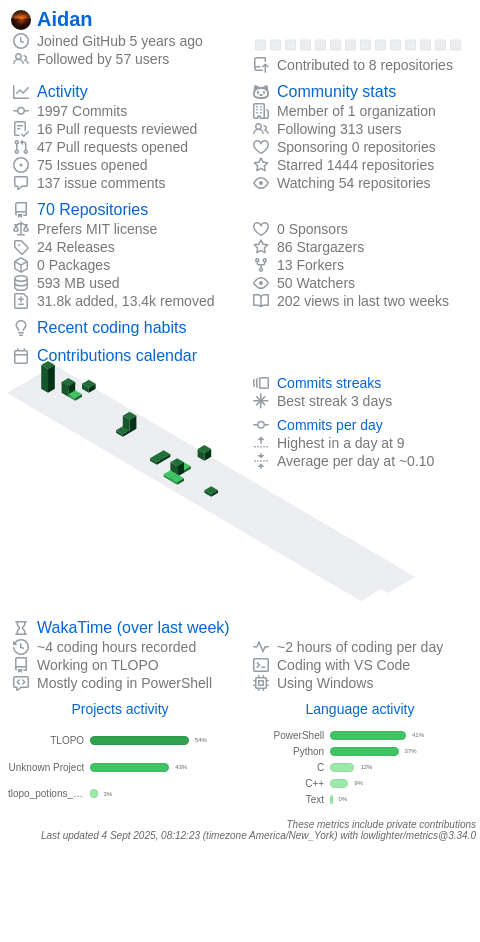 Aidan
Joined GitHub 5 years ago
Followed by 57 users
Contributed to 8 repositories
Activity
1997 Commits
16 Pull requests reviewed
47 Pull requests opened
75 Issues opened
137 issue comments
Community stats
Member of 1 organization
Following 313 users
Sponsoring 0 repositories
Starred 1444 repositories
Watching 54 repositories
70 Repositories
Prefers MIT license
24 Releases
0 Packages
593 MB used
31.8k added, 13.4k removed
0 Sponsors
86 Stargazers
13 Forkers
50 Watchers
202 views in last two weeks
Recent coding habits
Contributions calendar
Commits streaks
Best streak 3 days
Commits per day
Highest in a day at 9
Average per day at ~0.10
WakaTime (over last week)
~4 coding hours recorded
Working on TLOPO
Mostly coding in PowerShell
~2 hours of coding per day
Coding with VS Code
Using Windows
Projects activity
TLOPO 54%
Unknown Project 43%
tlopo_potions_... 3%
Language activity
PowerShell 41%
Python 37%
C 12%
C++ 9%
Text 0%
These metrics include private contributions
Last updated 4 Sept 2025, 08:12:23 (timezone America/New_York) with lowlighter/metrics@3.34.0